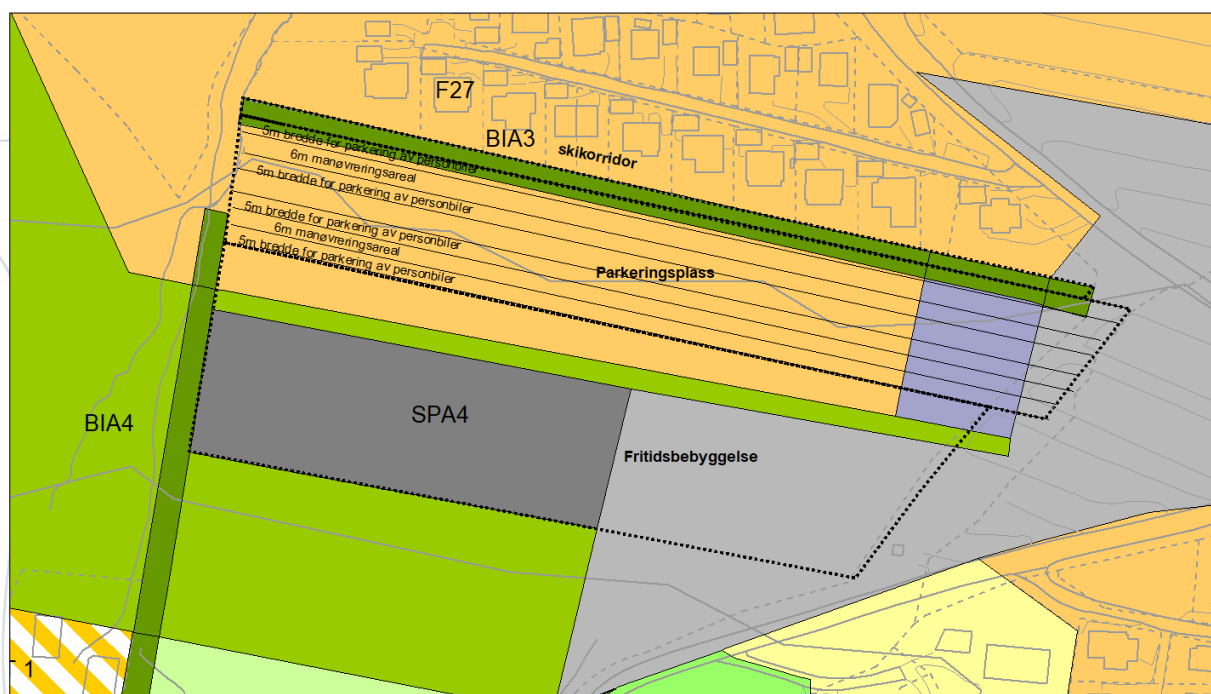 F27
BIA3
skikorridor
5m bredde for parkering av personbiler
6m manøvreringsareal
5m bredde for parkering av personbiler
5m bredde for parkering av personbiler
6m manøvreringsareal
5m bredde for parkering av personbiler
Parkeringsplass
SPA4
BIA4
Fritidsbebyggelse
1